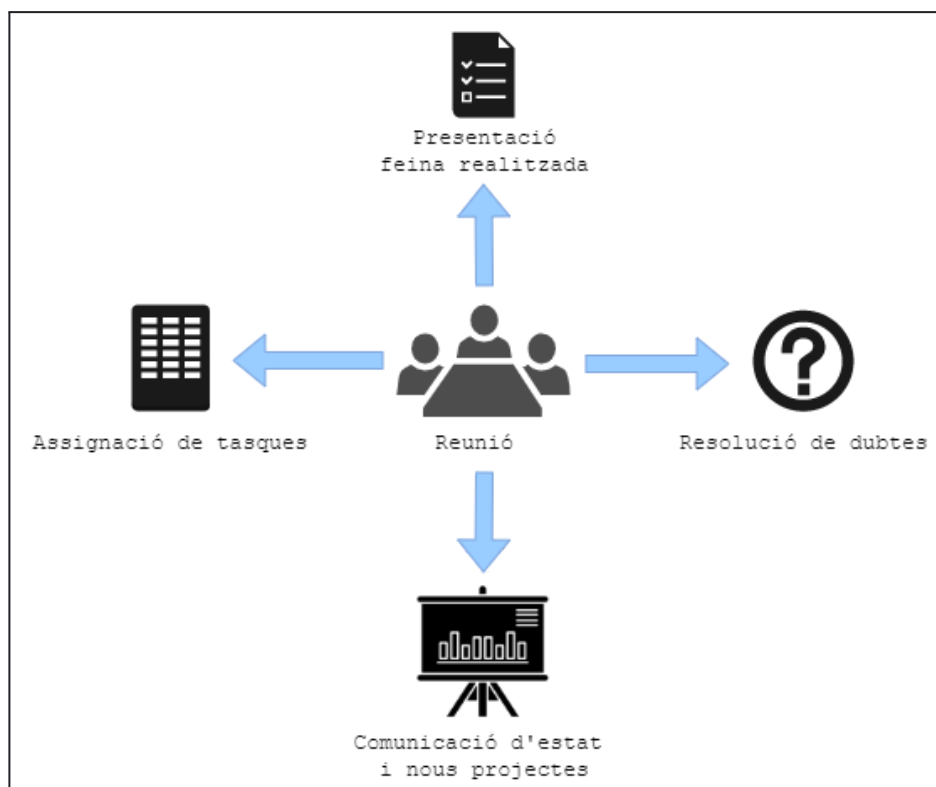 Presentació
feina realitzada
Assignació de tasques
Reunió
Resolució de dubtes
Comunicació d'estat
i nous projectes